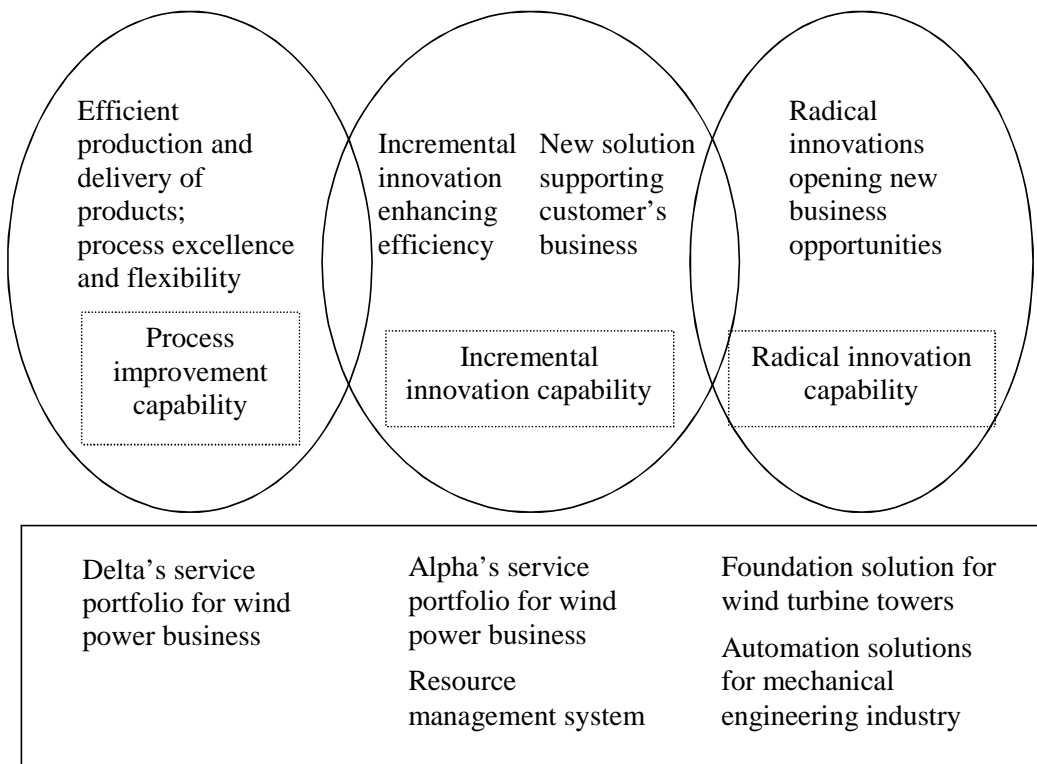 Efficient
production and
delivery of
products;
process excellence
and flexibility
Process
improvement
capability
Incremental
innovation
enhancing
efficiency
New solution
supporting
customer’s
business
Incremental
innovation capability
Radical
innovations
opening new
business
opportunities
Radical innovation
capability
Delta’s service
portfolio for wind
power business
Alpha’s service
portfolio for wind
power business
Resource
management system
Foundation solution for
wind turbine towers
Automation solutions
for mechanical
engineering industry